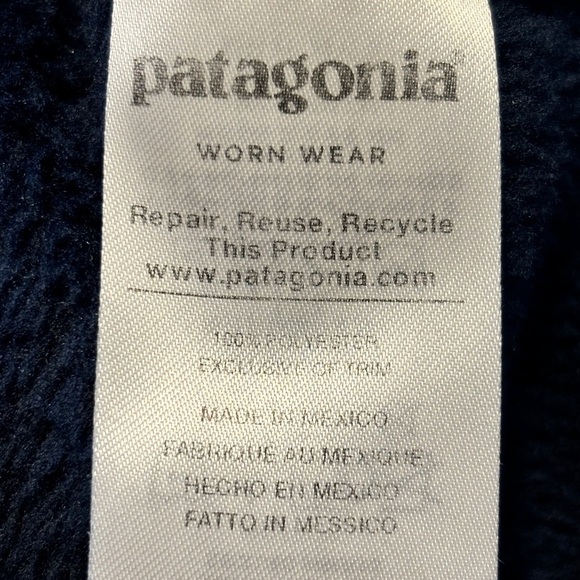 patagonia
WORN WEAR
Repair, Reuse, Recycle
This Product
www.patagonia.com
100% POLYESTER
EXCLUSIVE OF TRIM
MADE IN MEXICO
FABRIQUE AU MEXIQUE
HECHO EN MEXICO
FATTO IN MESSICO